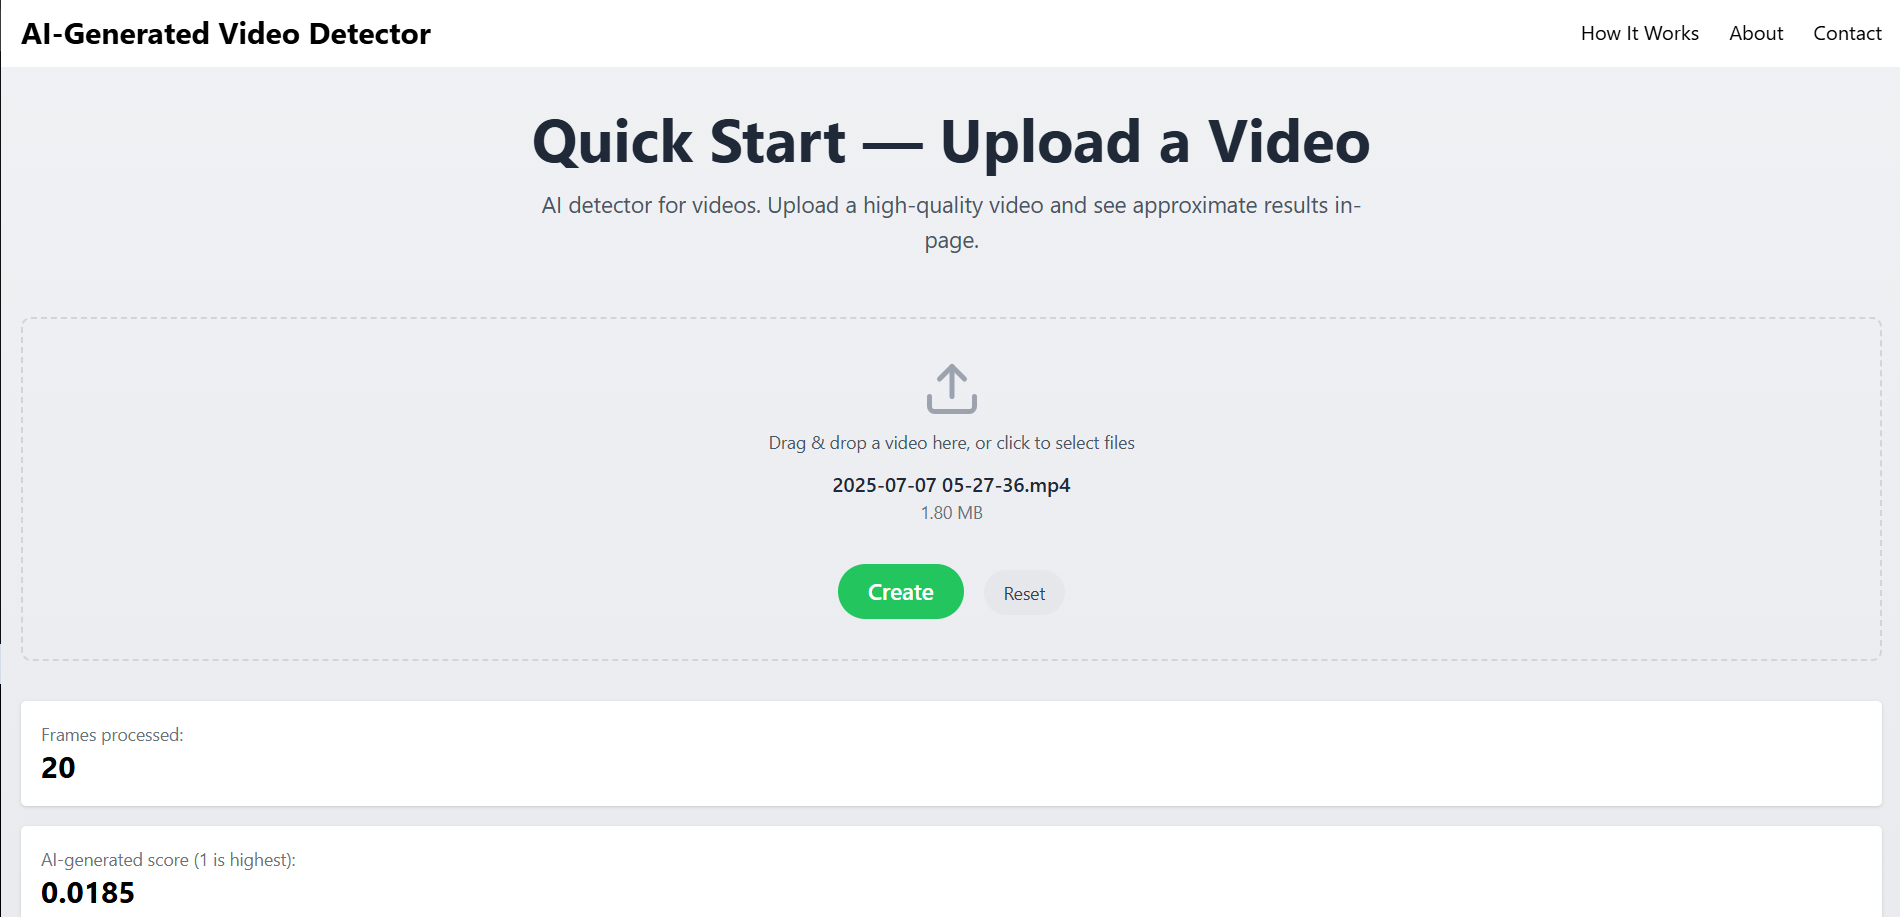 AI-Generated Video Detector
How It Works
About
Contact
Quick Start — Upload a Video
AI detector for videos. Upload a high-quality video and see approximate results in-
page.
Drag & drop a video here, or click to select files
2025-07-07 05-27-36.mp4
1.80 MB
Create
Reset
Frames processed:
20
AI-generated score (1 is highest):
0.0185